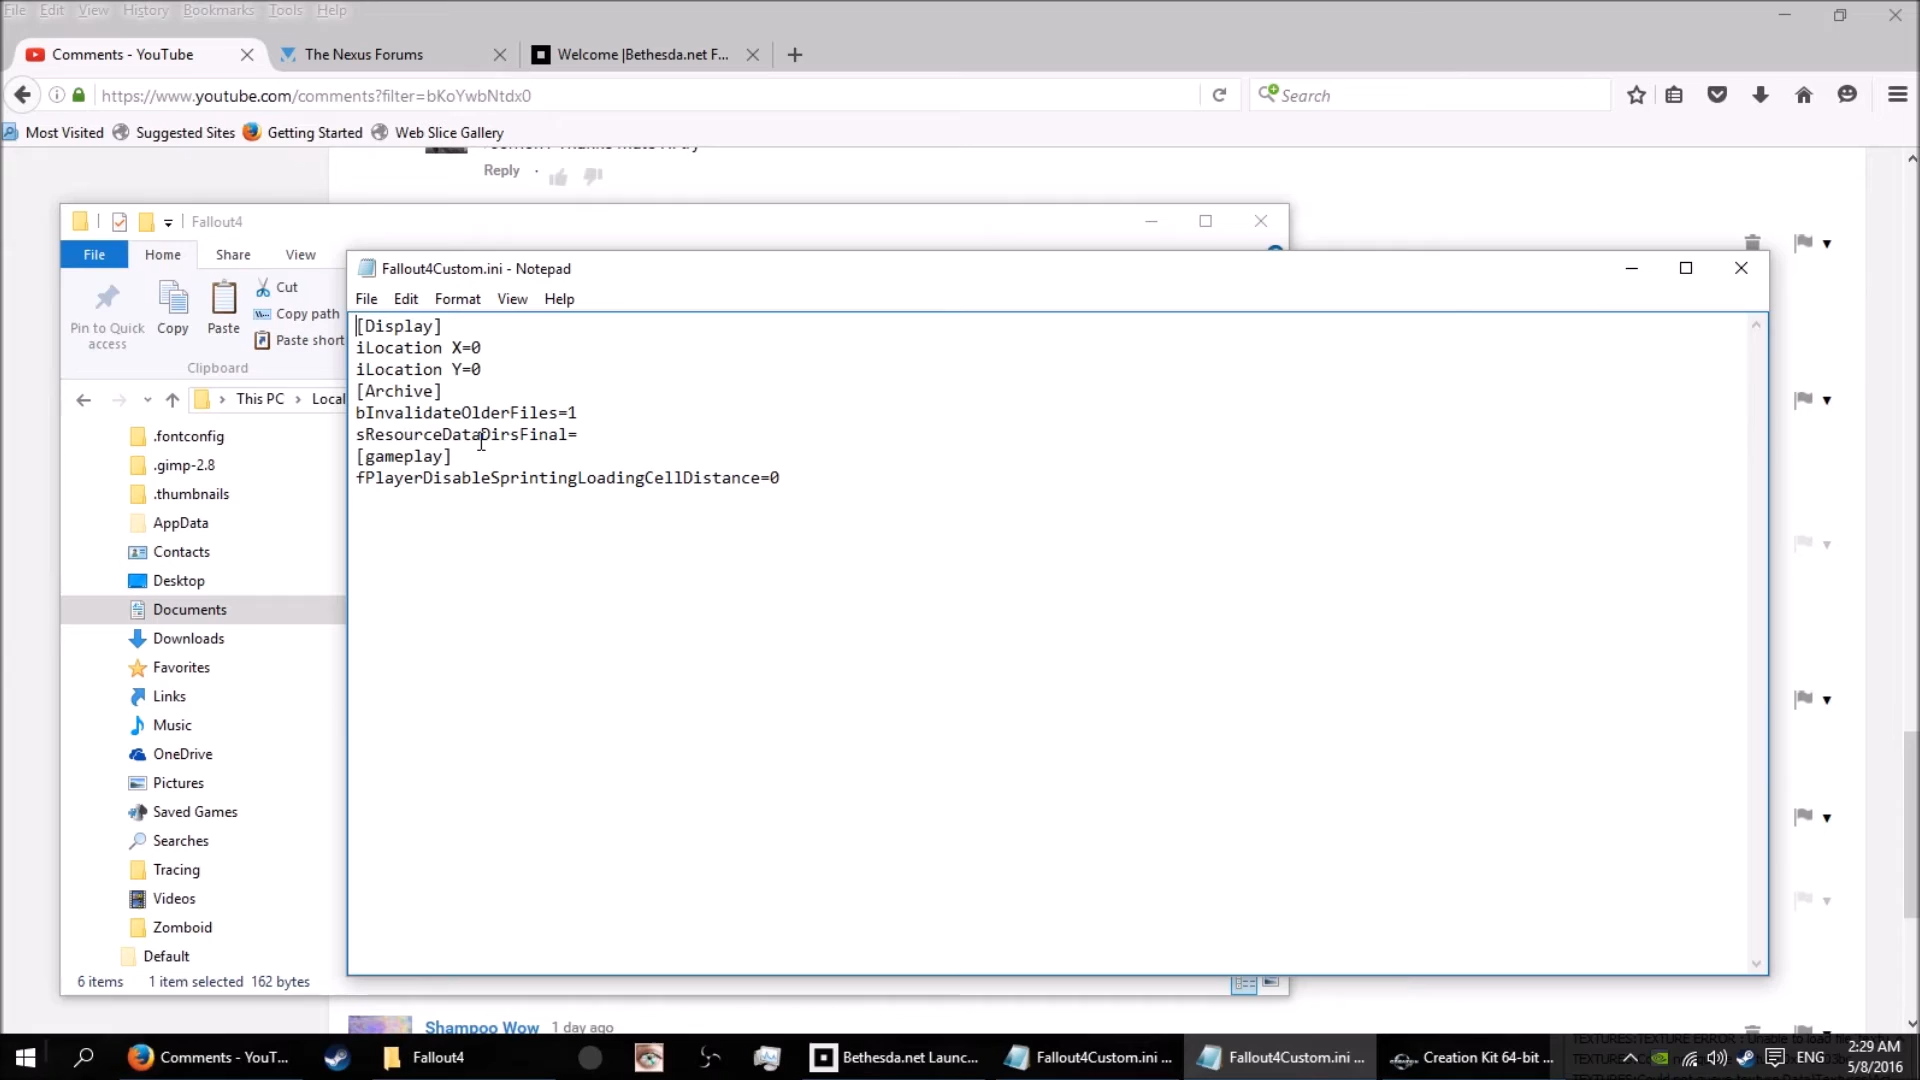 File Edit View History Bookmarks Tools Help
Comments - YouTube
The Nexus Forums
Welcome |Bethesda.net F...
https://www.youtube.com/comments?filter=bKoYwbNtdx0
Search
Most Visited Suggested Sites Getting Started Web Slice Gallery
Reply
Fallout4
File Home Share View
Cut
Copy path
Paste short
Pin to Quick access
Copy
Paste
Clipboard
This PC Local
.fontconfig
.gimp-2.8
.thumbnails
AppData
Contacts
Desktop
Documents
Downloads
Favorites
Links
Music
OneDrive
Pictures
Saved Games
Searches
Tracing
Videos
Zomboid
Default
6 items 1 item selected 162 bytes
Fallout4Custom.ini - Notepad
File Edit Format View Help
[Display]
iLocation X=0
iLocation Y=0
[Archive]
bInvalidateOlderFiles=1
sResourceDataDirsFinal=
[gameplay]
fPlayerDisableSprintingLoadingCellDistance=0
Shampoo Wow 1 day ago
Comments - YouT...
Fallout4
Bethesda.net Launc...
Fallout4Custom.ini ...
Fallout4Custom.ini ...
Creation Kit 64-bit ...
ENG
2:29 AM
5/8/2016